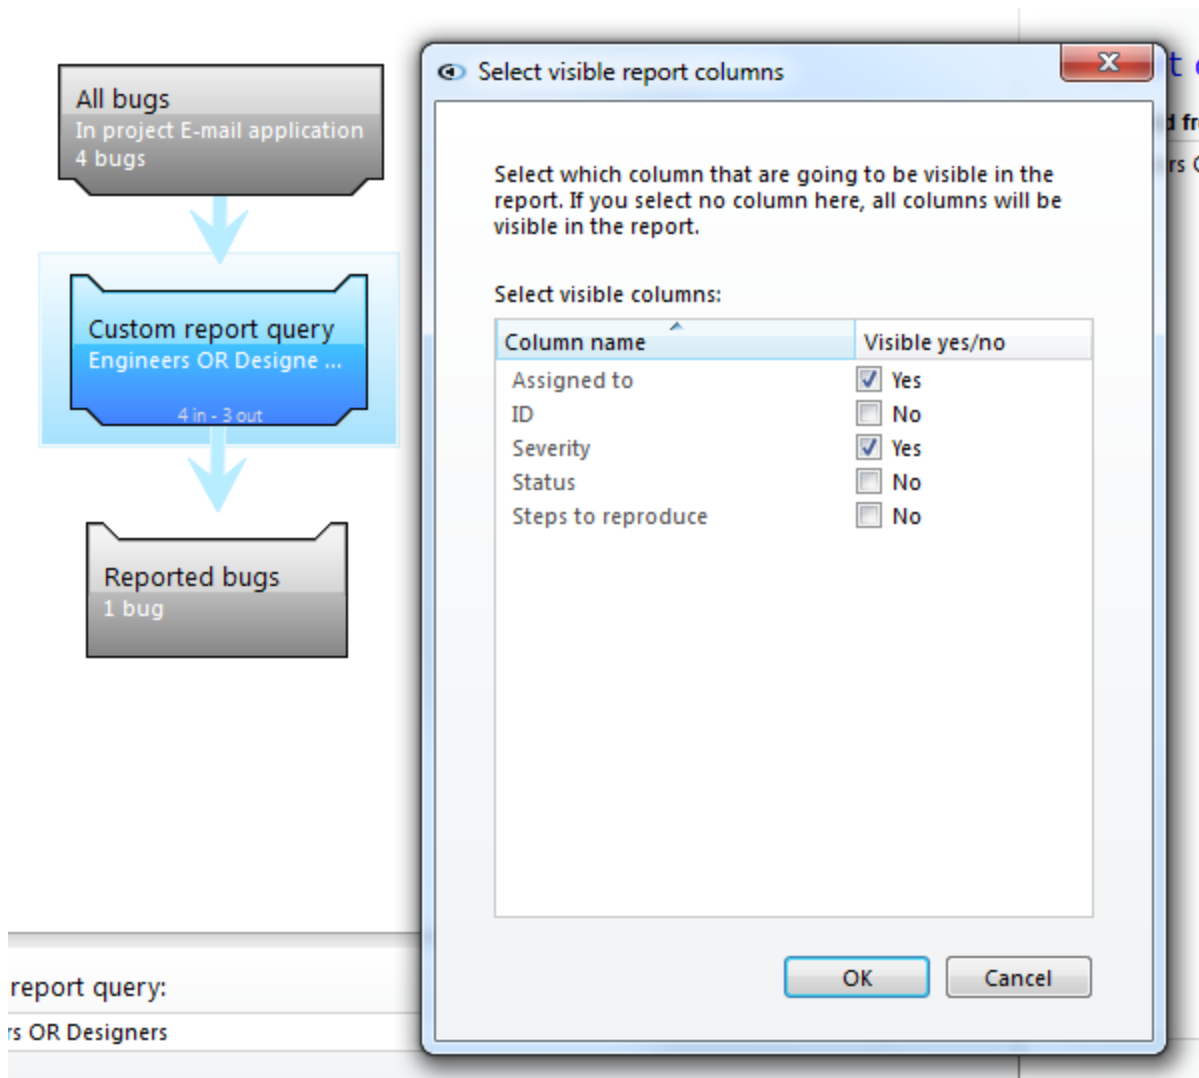 All bugs
In project E-mail application
4 bugs
Custom report query
Engineers OR Designe ...
4 in - 3 out
Reported bugs
1 bug
report query:
rs OR Designers
Select visible report columns
Select which column that are going to be visible in the
report. If you select no column here, all columns will be
visible in the report.
Select visible columns:
Column name Visible yes/no
Assigned to Yes
ID No
Severity Yes
Status No
Steps to reproduce No
OK Cancel